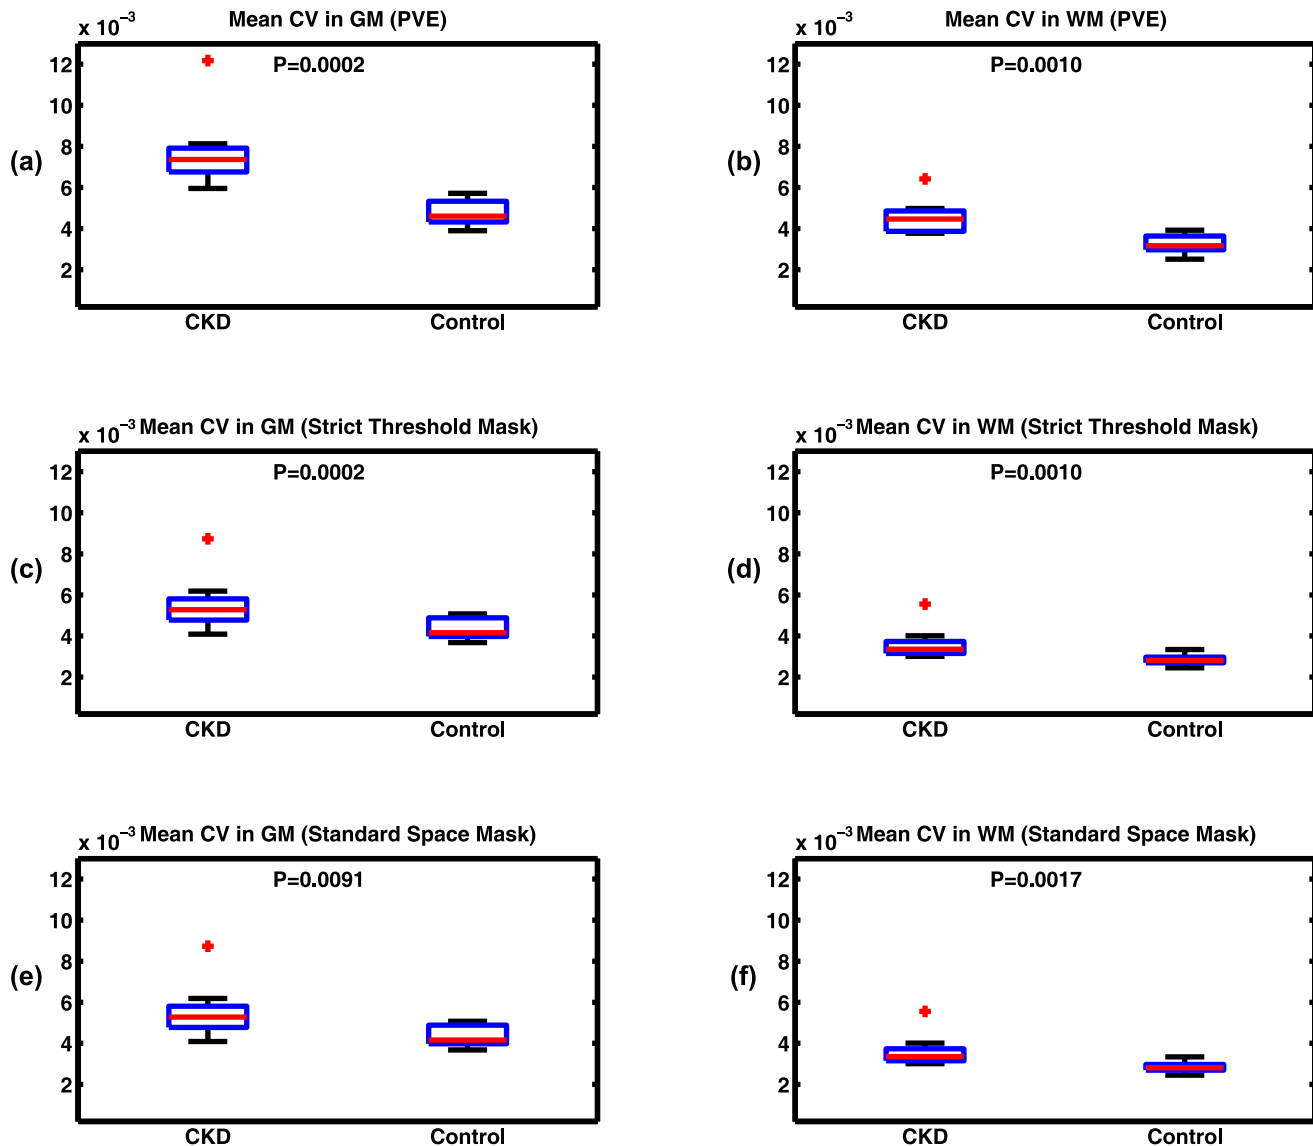 x 10⁻³ Mean CV in GM (PVE)
P=0.0002
12
10
8
6
4
2
(a)
CKD Control
x 10⁻³ Mean CV in WM (PVE)
P=0.0010
12
10
8
6
4
2
(b)
CKD Control
x 10⁻³ Mean CV in GM (Strict Threshold Mask)
P=0.0002
12
10
8
6
4
2
(c)
CKD Control
x 10⁻³ Mean CV in WM (Strict Threshold Mask)
P=0.0010
12
10
8
6
4
2
(d)
CKD Control
x 10⁻³ Mean CV in GM (Standard Space Mask)
P=0.0091
12
10
8
6
4
2
(e)
CKD Control
x 10⁻³ Mean CV in WM (Standard Space Mask)
P=0.0017
12
10
8
6
4
2
(f)
CKD Control